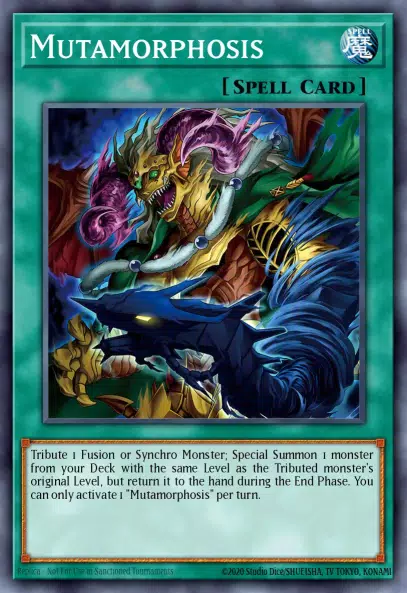 Mutamorphosis
SPELL
魔
[Spell Card]
Tribute 1 Fusion or Synchro Monster; Special Summon 1 monster
from your Deck with the same Level as the Tributed monster's
original Level, but return it to the hand during the End Phase. You
can only activate 1 "Mutamorphosis" per turn.
Replica - Not For Use in Sanctioned Tournaments
©2020 Studio Dice/SHUEISHA, TV TOKYO, KONAMI